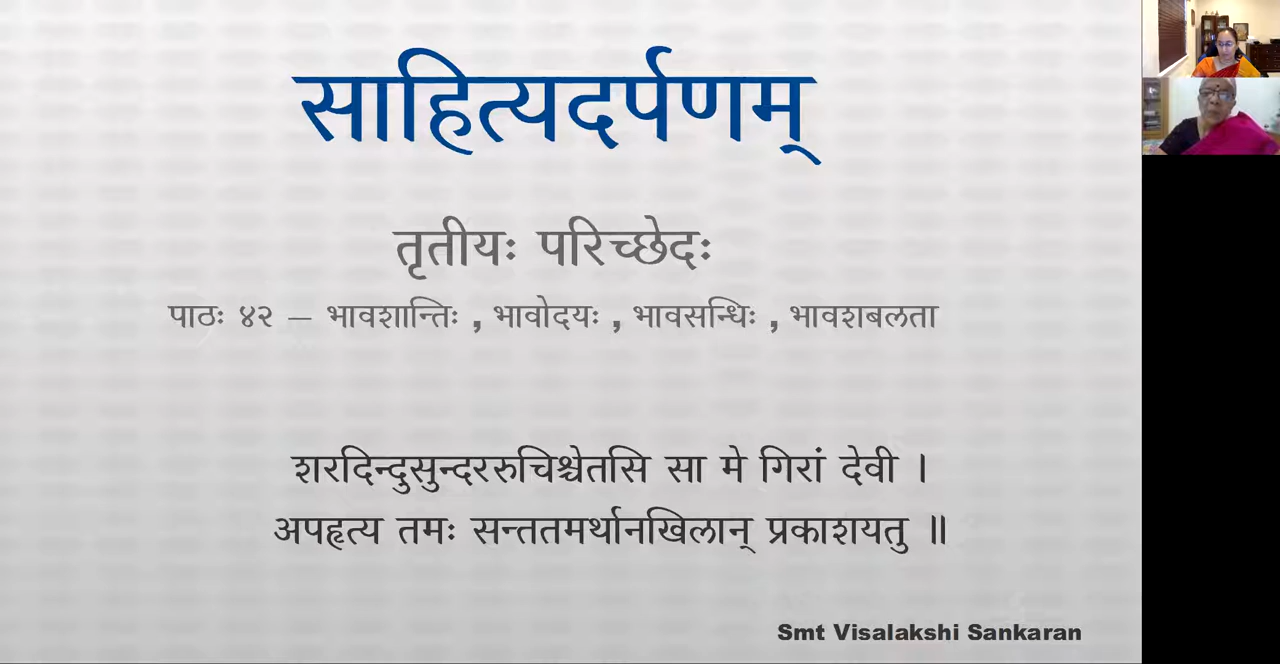 साहित्यदर्पणम्
तृतीयः परिच्छेदः
पाठः ४२ – भावशान्तिः , भावोदयः , भावसन्धिः , भावशबलता
शरदिन्दुसुन्दररुचिश्चेतसि सा मे गिरां देवी ।
अपहृत्य तमः सन्ततमर्थानखिलान् प्रकाशयतु ॥
Smt Visalakshi Sankaran